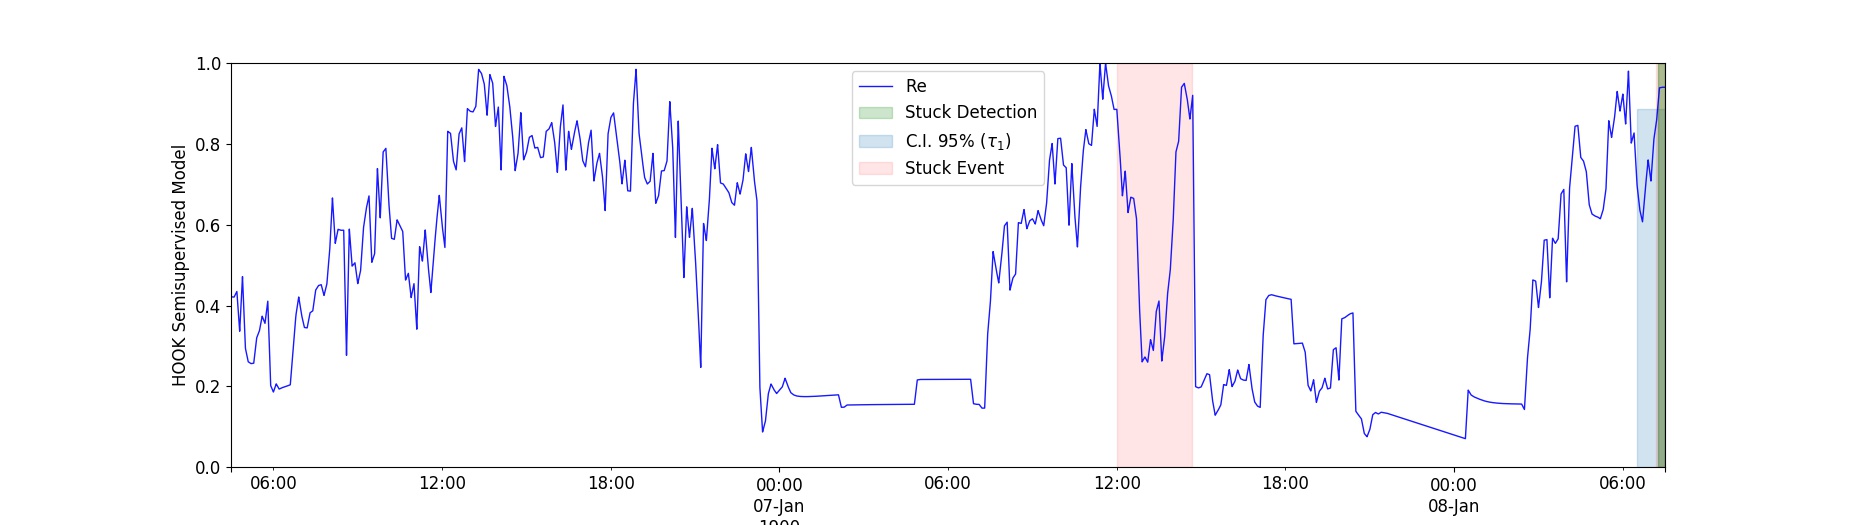 HOOK Semisupervised Model
1.0
0.8
0.6
0.4
0.2
0.0
Re
Stuck Detection
C.I. 95% (τ₁)
Stuck Event
06:00 12:00 18:00 00:00 06:00 12:00 18:00 00:00 06:00
07-Jan 08-Jan
1900